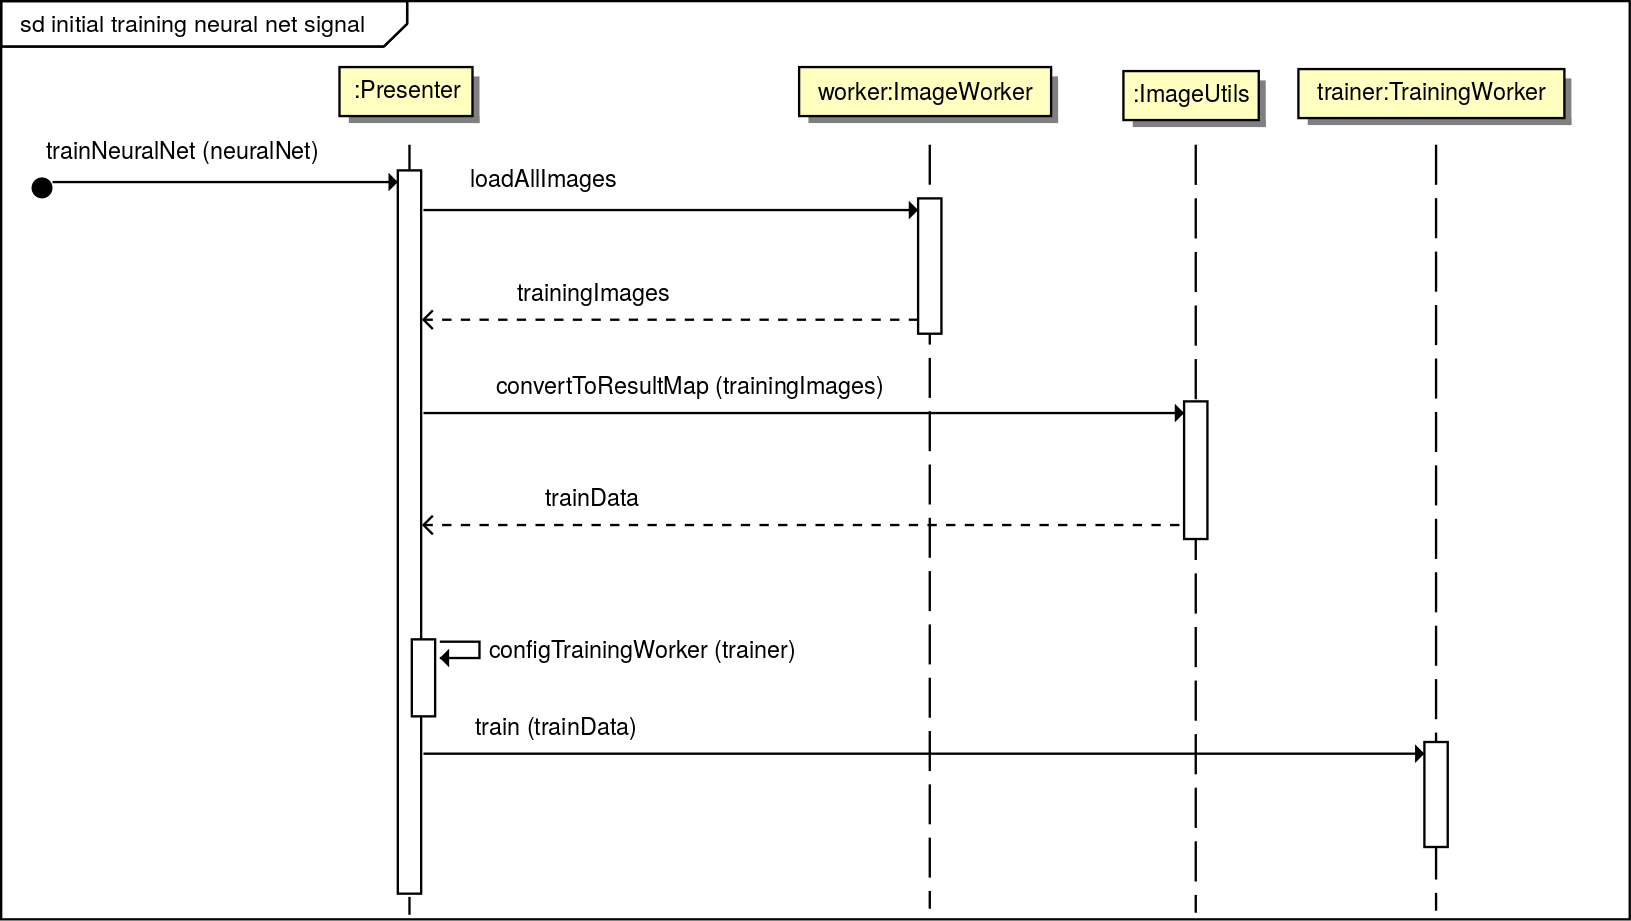 sd initial training neural net signal
:Presenter
worker:ImageWorker
:ImageUtils
trainer:TrainingWorker
trainNeuralNet (neuralNet)
loadAllImages
trainingImages
convertToResultMap (trainingImages)
trainData
configTrainingWorker (trainer)
train (trainData)